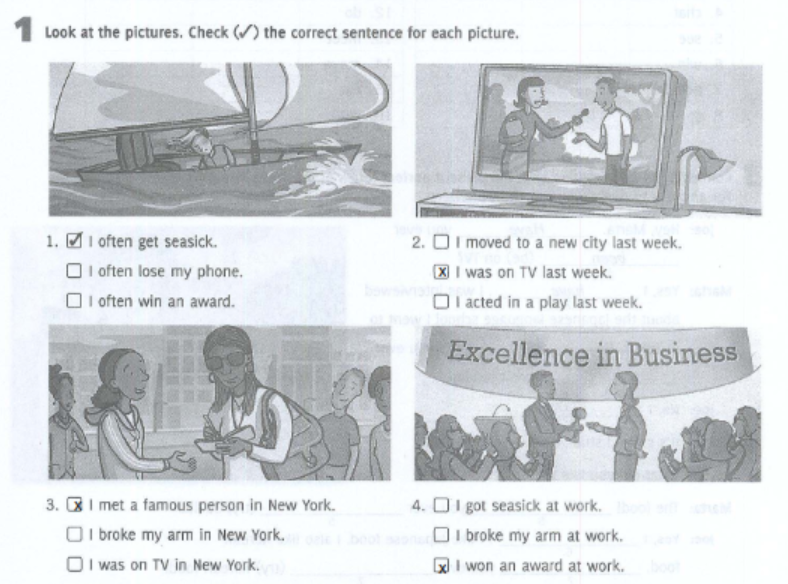 1 Look at the pictures. Check (✓) the correct sentence for each picture.
1. ☑ I often get seasick.
☐ I often lose my phone.
☐ I often win an award.
2. ☐ I moved to a new city last week.
☒ I was on TV last week.
☐ I acted in a play last week.
Excellence in Business
3. ☒ I met a famous person in New York.
☐ I broke my arm in New York.
☐ I was on TV in New York.
4. ☐ I got seasick at work.
☐ I broke my arm at work.
☒ I won an award at work.